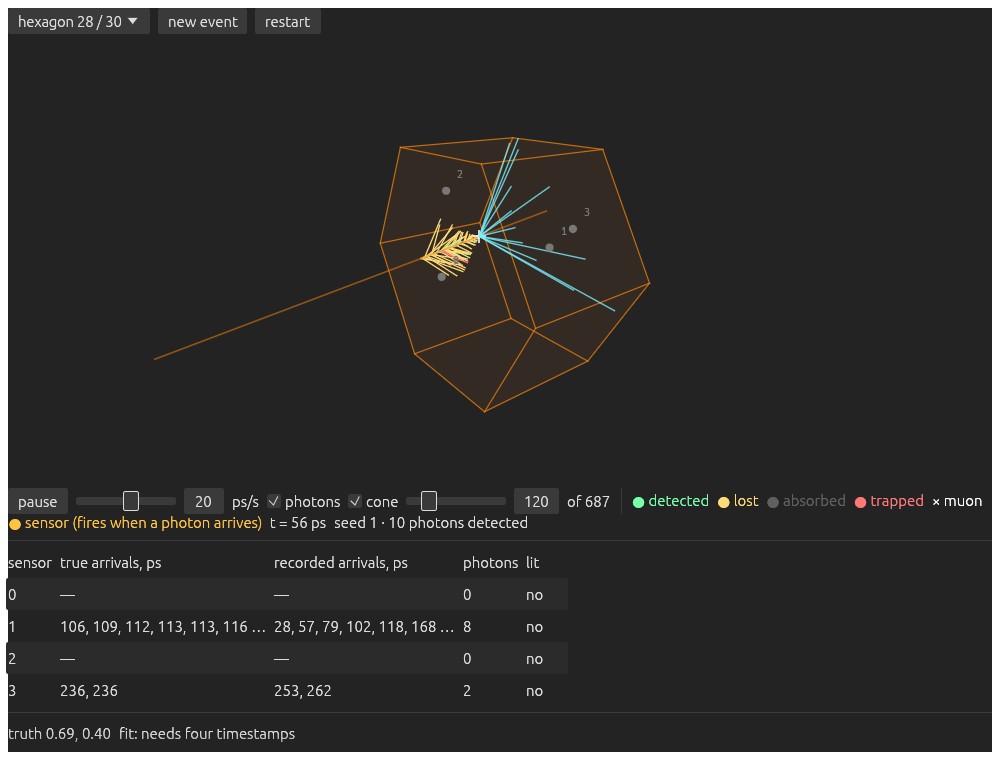 hexagon 28 / 30 new event restart
2
3
1
pause 20 ps/s photons cone 120 of 687 detected lost absorbed trapped × muon
sensor (fires when a photon arrives) t = 56 ps seed 1 · 10 photons detected
sensor true arrivals, ps recorded arrivals, ps photons lit
0 — — 0 no
1 106, 109, 112, 113, 113, 116 … 28, 57, 79, 102, 118, 168 … 8 no
2 — — 0 no
3 236, 236 253, 262 2 no
truth 0.69, 0.40 fit: needs four timestamps